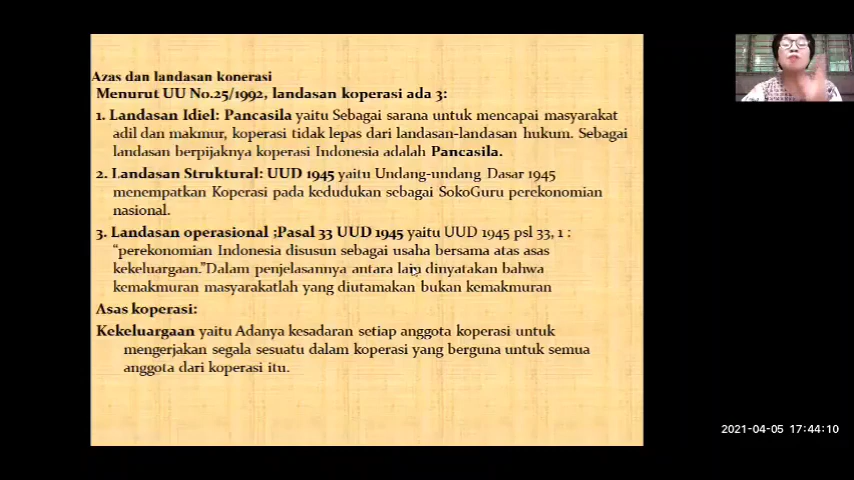 Azas dan landasan koperasi
Menurut UU No.25/1992, landasan koperasi ada 3:
1. Landasan Idiel: Pancasila yaitu Sebagai sarana untuk mencapai masyarakat
adil dan makmur, koperasi tidak lepas dari landasan-landasan hukum. Sebagai
landasan berpijaknya koperasi Indonesia adalah Pancasila.
2. Landasan Struktural: UUD 1945 yaitu Undang-undang Dasar 1945
menempatkan Koperasi pada kedudukan sebagai SokoGuru perekonomian
nasional.
3. Landasan operasional ;Pasal 33 UUD 1945 yaitu UUD 1945 psl 33, 1 :
“perekonomian Indonesia disusun sebagai usaha bersama atas asas
kekeluargaan.”Dalam penjelasannya antara lain dinyatakan bahwa
kemakmuran masyarakatlah yang diutamakan bukan kemakmuran
Asas koperasi:
Kekeluargaan yaitu Adanya kesadaran setiap anggota koperasi untuk
mengerjakan segala sesuatu dalam koperasi yang berguna untuk semua
anggota dari koperasi itu.
2021-04-05 17:44:10